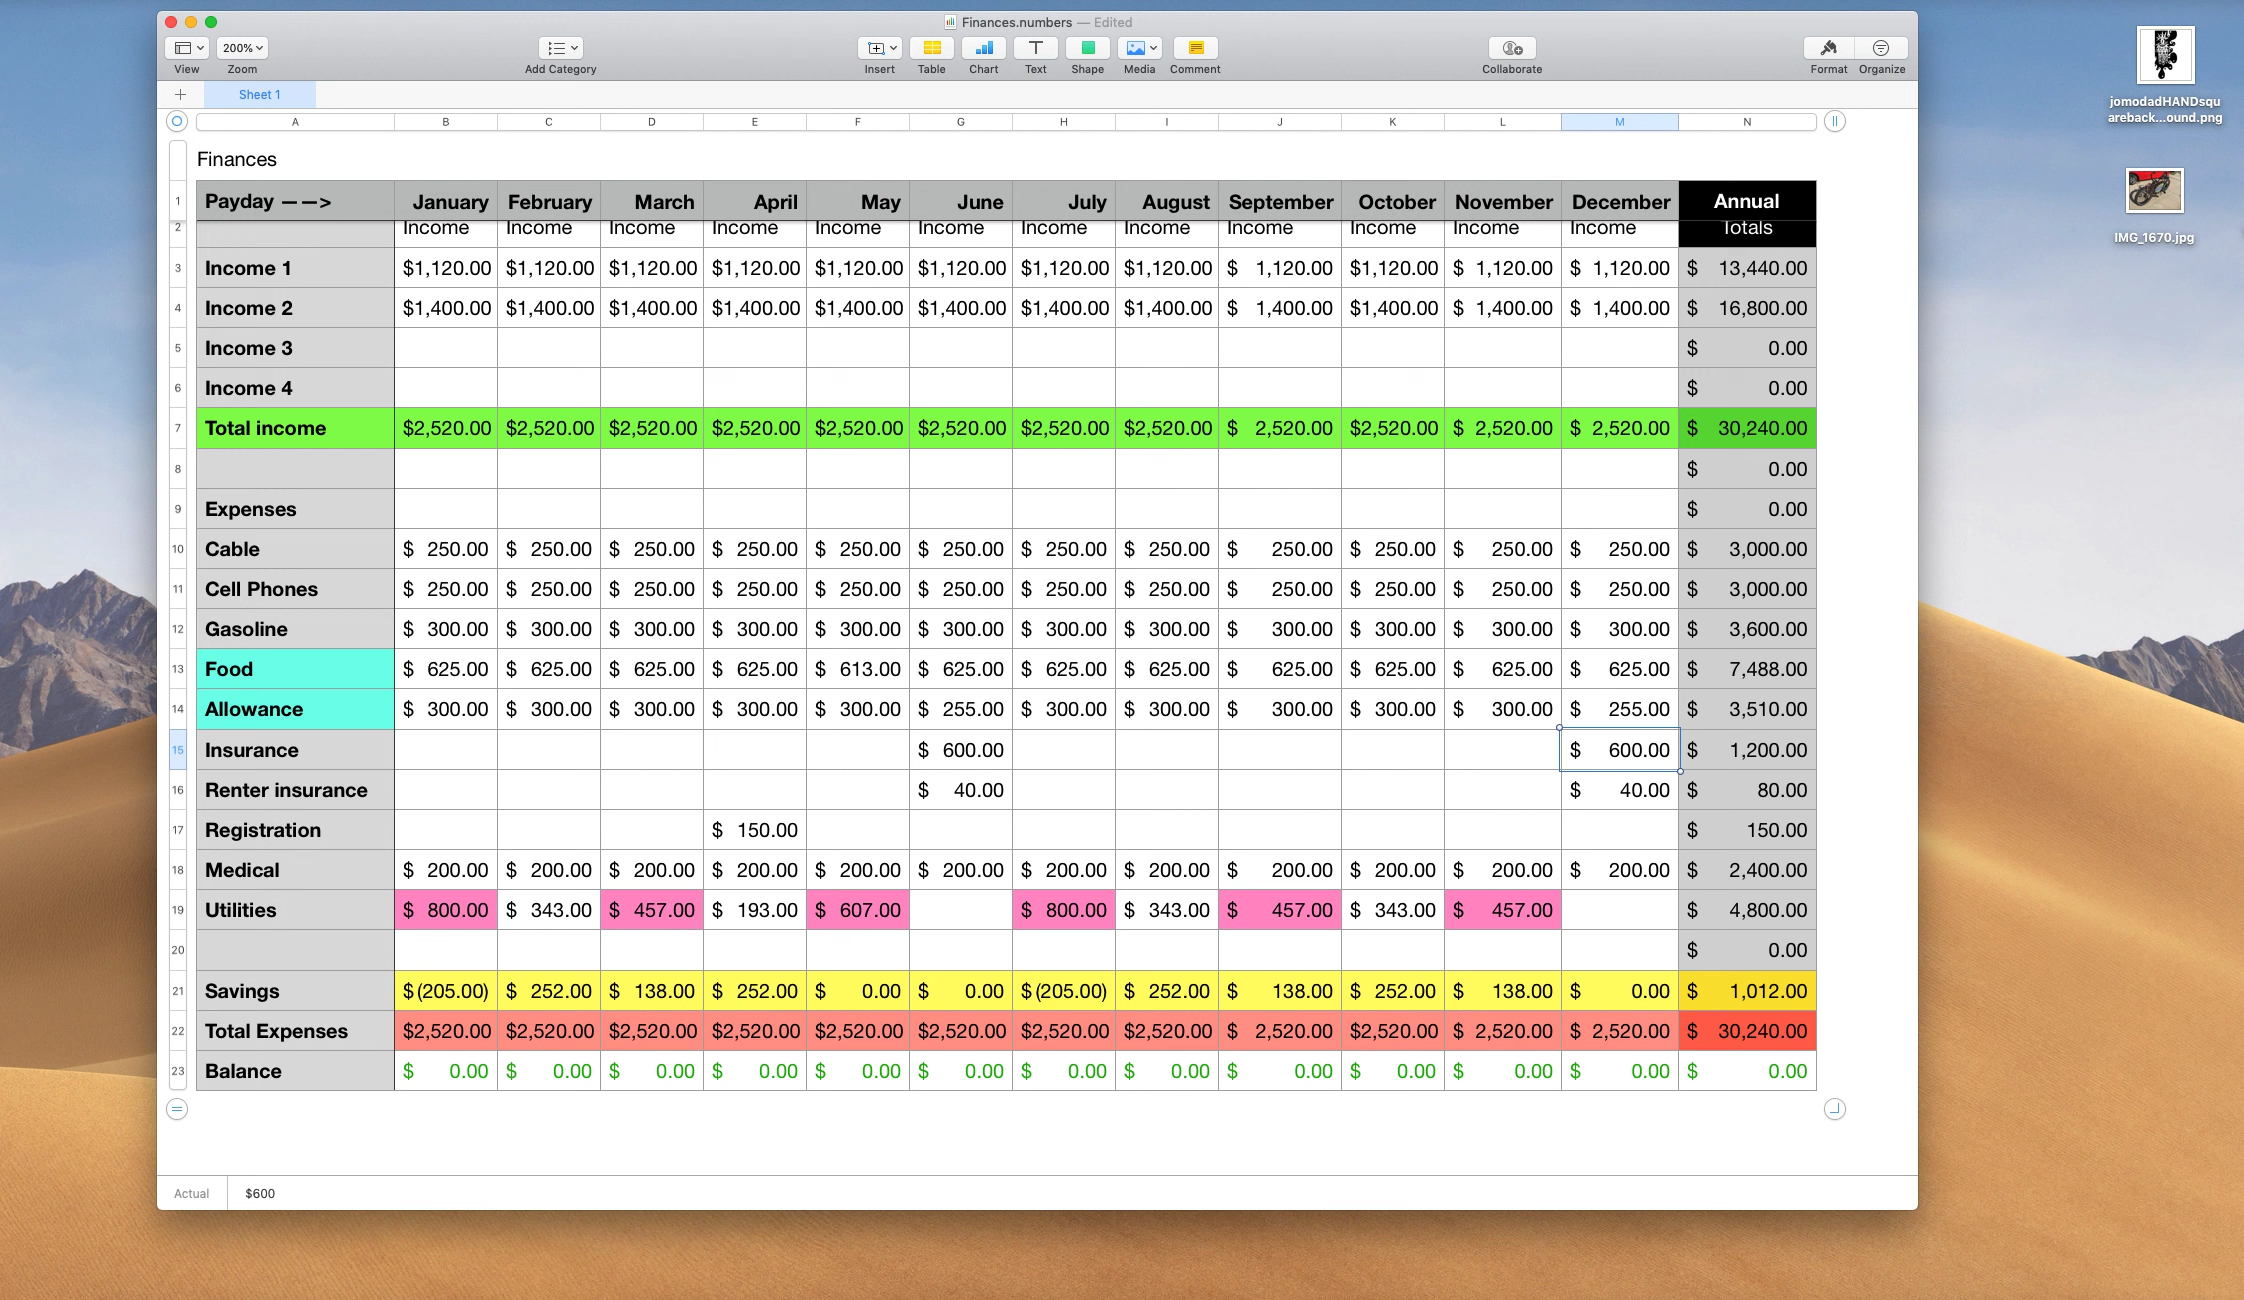 Finances.numbers — Edited
200%
View Zoom Add Category Insert Table Chart Text Shape Media Comment Collaborate Format Organize
Sheet 1
A B C D E F G H I J K L M N
Finances
1 Payday ——> January February March April May June July August September October November December Annual
2 Income Income Income Income Income Income Income Income Income Income Income Income Totals
3 Income 1 $1,120.00 $1,120.00 $1,120.00 $1,120.00 $1,120.00 $1,120.00 $1,120.00 $1,120.00 $ 1,120.00 $1,120.00 $ 1,120.00 $ 1,120.00 $ 13,440.00
4 Income 2 $1,400.00 $1,400.00 $1,400.00 $1,400.00 $1,400.00 $1,400.00 $1,400.00 $1,400.00 $ 1,400.00 $1,400.00 $ 1,400.00 $ 1,400.00 $ 16,800.00
5 Income 3 $ 0.00
6 Income 4 $ 0.00
7 Total income $2,520.00 $2,520.00 $2,520.00 $2,520.00 $2,520.00 $2,520.00 $2,520.00 $2,520.00 $ 2,520.00 $2,520.00 $ 2,520.00 $ 2,520.00 $ 30,240.00
8 $ 0.00
9 Expenses $ 0.00
10 Cable $ 250.00 $ 250.00 $ 250.00 $ 250.00 $ 250.00 $ 250.00 $ 250.00 $ 250.00 $ 250.00 $ 250.00 $ 250.00 $ 250.00 $ 3,000.00
11 Cell Phones $ 250.00 $ 250.00 $ 250.00 $ 250.00 $ 250.00 $ 250.00 $ 250.00 $ 250.00 $ 250.00 $ 250.00 $ 250.00 $ 250.00 $ 3,000.00
12 Gasoline $ 300.00 $ 300.00 $ 300.00 $ 300.00 $ 300.00 $ 300.00 $ 300.00 $ 300.00 $ 300.00 $ 300.00 $ 300.00 $ 300.00 $ 3,600.00
13 Food $ 625.00 $ 625.00 $ 625.00 $ 625.00 $ 613.00 $ 625.00 $ 625.00 $ 625.00 $ 625.00 $ 625.00 $ 625.00 $ 625.00 $ 7,488.00
14 Allowance $ 300.00 $ 300.00 $ 300.00 $ 300.00 $ 300.00 $ 255.00 $ 300.00 $ 300.00 $ 300.00 $ 300.00 $ 300.00 $ 255.00 $ 3,510.00
15 Insurance $ 600.00 $ 600.00 $ 1,200.00
16 Renter insurance $ 40.00 $ 40.00 $ 80.00
17 Registration $ 150.00 $ 150.00
18 Medical $ 200.00 $ 200.00 $ 200.00 $ 200.00 $ 200.00 $ 200.00 $ 200.00 $ 200.00 $ 200.00 $ 200.00 $ 200.00 $ 200.00 $ 2,400.00
19 Utilities $ 800.00 $ 343.00 $ 457.00 $ 193.00 $ 607.00 $ 800.00 $ 343.00 $ 457.00 $ 343.00 $ 457.00 $ 4,800.00
20 $ 0.00
21 Savings $(205.00) $ 252.00 $ 138.00 $ 252.00 $ 0.00 $ 0.00 $(205.00) $ 252.00 $ 138.00 $ 252.00 $ 138.00 $ 0.00 $ 1,012.00
22 Total Expenses $2,520.00 $2,520.00 $2,520.00 $2,520.00 $2,520.00 $2,520.00 $2,520.00 $2,520.00 $ 2,520.00 $2,520.00 $ 2,520.00 $ 2,520.00 $ 30,240.00
23 Balance $ 0.00 $ 0.00 $ 0.00 $ 0.00 $ 0.00 $ 0.00 $ 0.00 $ 0.00 $ 0.00 $ 0.00 $ 0.00 $ 0.00 $ 0.00
Actual $600
jomodadHANDsqu
areback...ound.png
IMG_1670.jpg